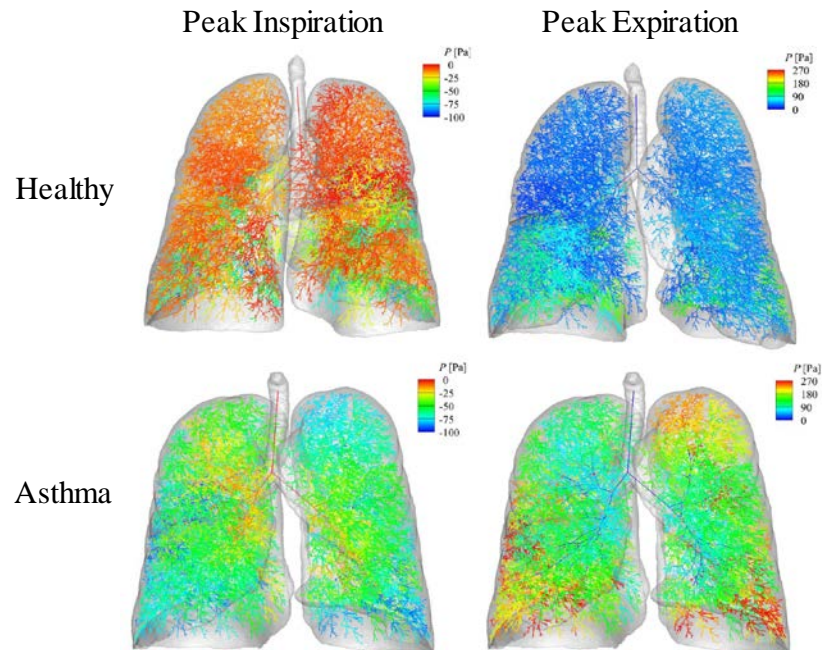 Peak Inspiration
Peak Expiration
P [Pa]
0
-25
-50
-75
-100
P [Pa]
270
180
90
0
Healthy
P [Pa]
0
-25
-50
-75
-100
P [Pa]
270
180
90
0
Asthma